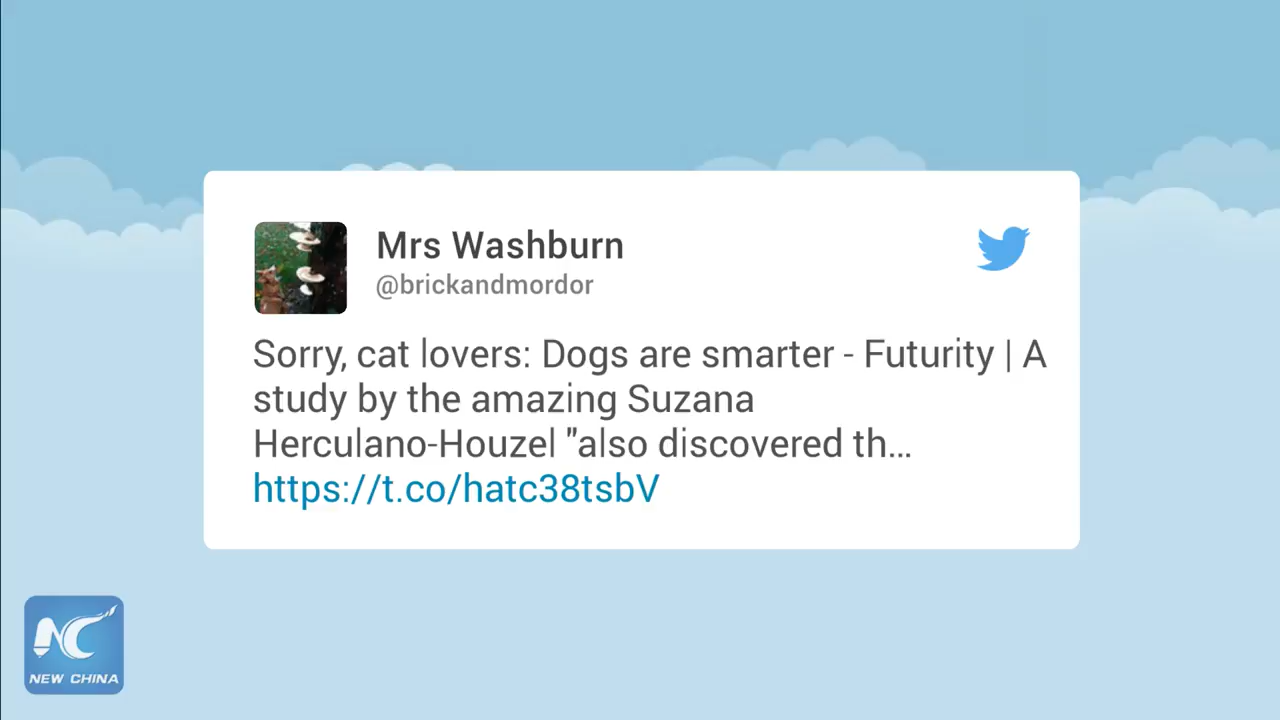 Mrs Washburn
@brickandmordor
Sorry, cat lovers: Dogs are smarter - Futurity | A
study by the amazing Suzana
Herculano-Houzel "also discovered th...
https://t.co/hatc38tsbV
NC
NEW CHINA